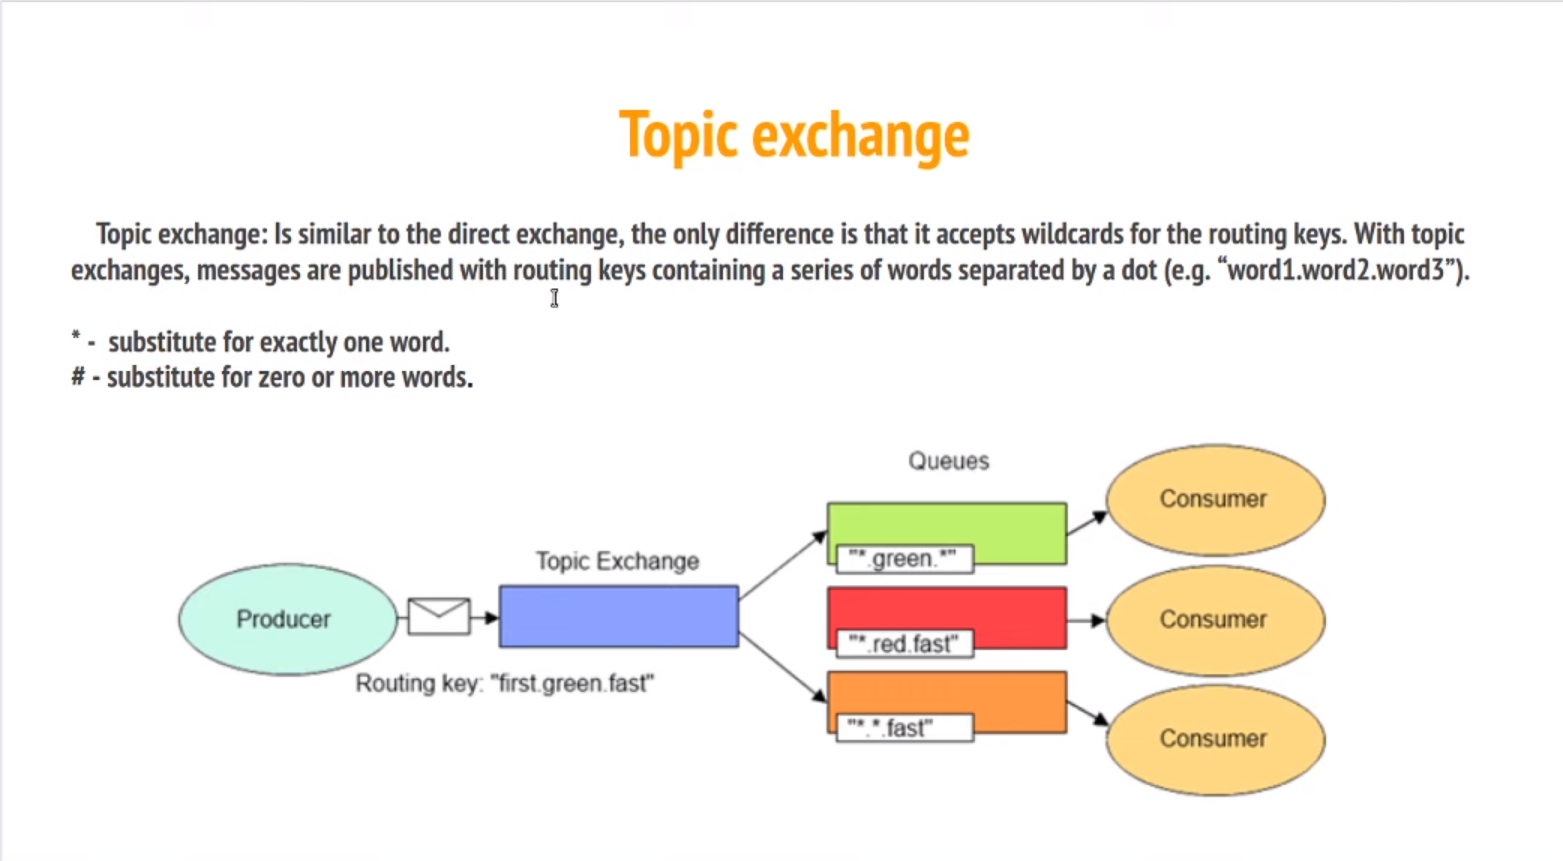 Topic exchange
Topic exchange: Is similar to the direct exchange, the only difference is that it accepts wildcards for the routing keys. With topic
exchanges, messages are published with routing keys containing a series of words separated by a dot (e.g. “word1.word2.word3”).
* - substitute for exactly one word.
# - substitute for zero or more words.
Queues
Consumer
"*.green.*"
Topic Exchange
Producer
Consumer
"*.red.fast"
Routing key: "first.green.fast"
"*.*.fast"
Consumer